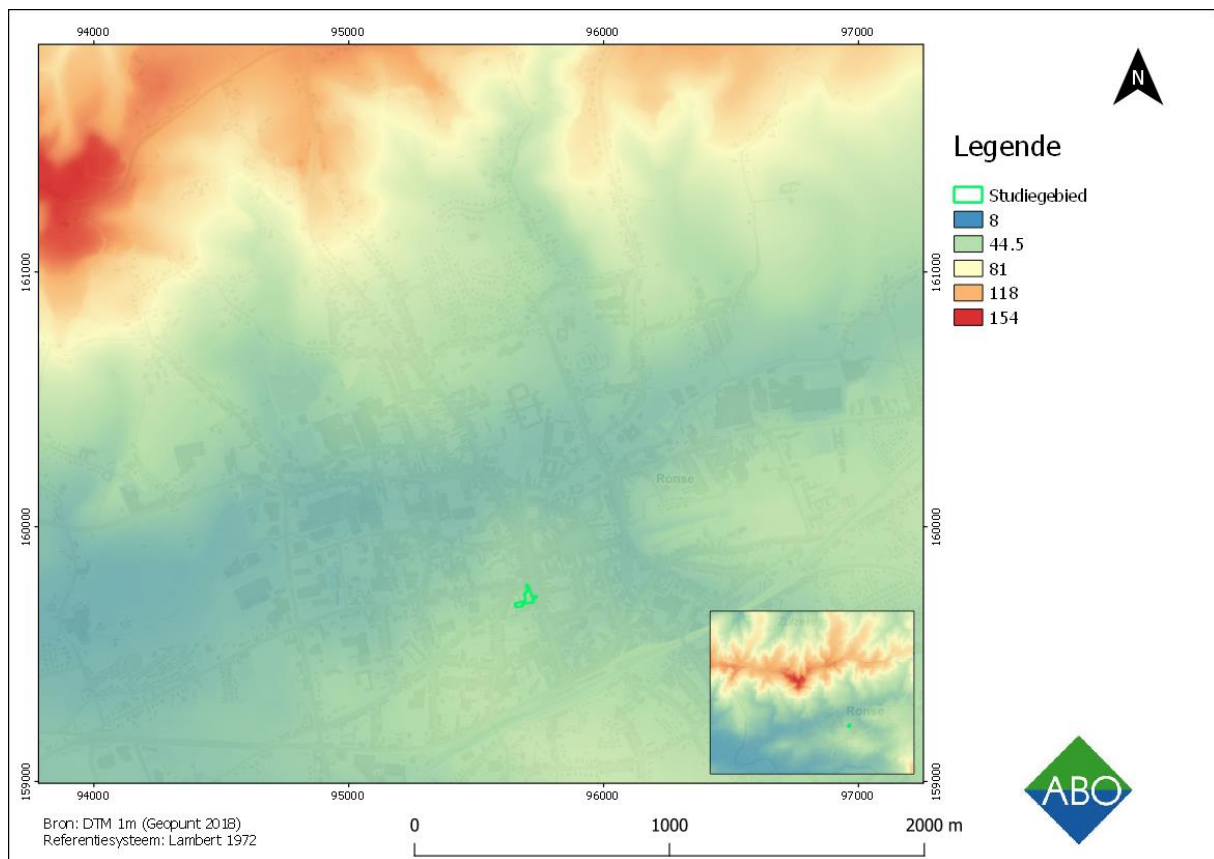 94000 95000 96000 97000
N
Legende
Studiegebied
8
44.5
81
118
154
161000 161000
Ronse
160000 160000
Ronse
159000 159000
94000 95000 96000 97000
ABO
Bron: DTM 1m (Geopunt 2018)
Referentiesysteem: Lambert 1972
0 1000 2000 m